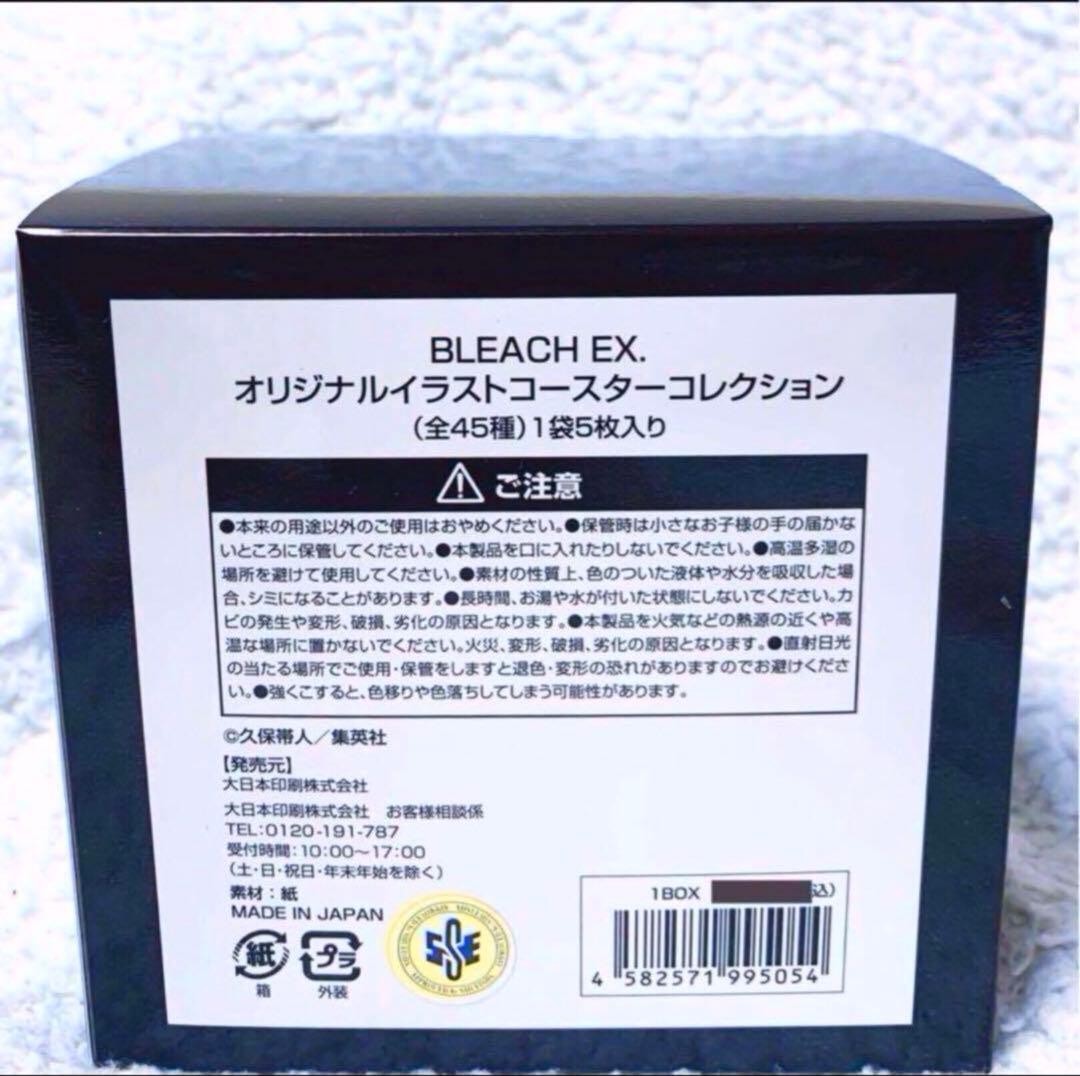 BLEACH EX.
オリジナルイラストコースターコレクション
(全45種)1袋5枚入り
ご注意
●本来の用途以外のご使用はおやめください。●保管時は小さなお子様の手の届かな
いところに保管してください。●本製品を口に入れたりしないでください。●高温多湿の
場所を避けて使用してください。●素材の性質上、色のついた液体や水分を吸収した場
合、シミになることがあります。●長時間、お湯や水が付いた状態にしないでください。カ
ビの発生や変形、破損、劣化の原因となります。●本製品を火気などの熱源の近くや高
温な場所に置かないでください。火災、変形、破損、劣化の原因となります。●直射日光
の当たる場所でご使用・保管をしますと退色・変形の恐れがありますのでお避けくださ
い。●強くこすると、色移りや色落ちしてしまう可能性があります。
©久保帯人／集英社
【発売元】
大日本印刷株式会社
大日本印刷株式会社 お客様相談係
TEL:0120-191-787
受付時間:10:00〜17:00
(土・日・祝日・年末年始を除く)
素材:紙
MADE IN JAPAN
紙
箱
プラ
外装
SSE
1BOX 込)
4 582571 995054